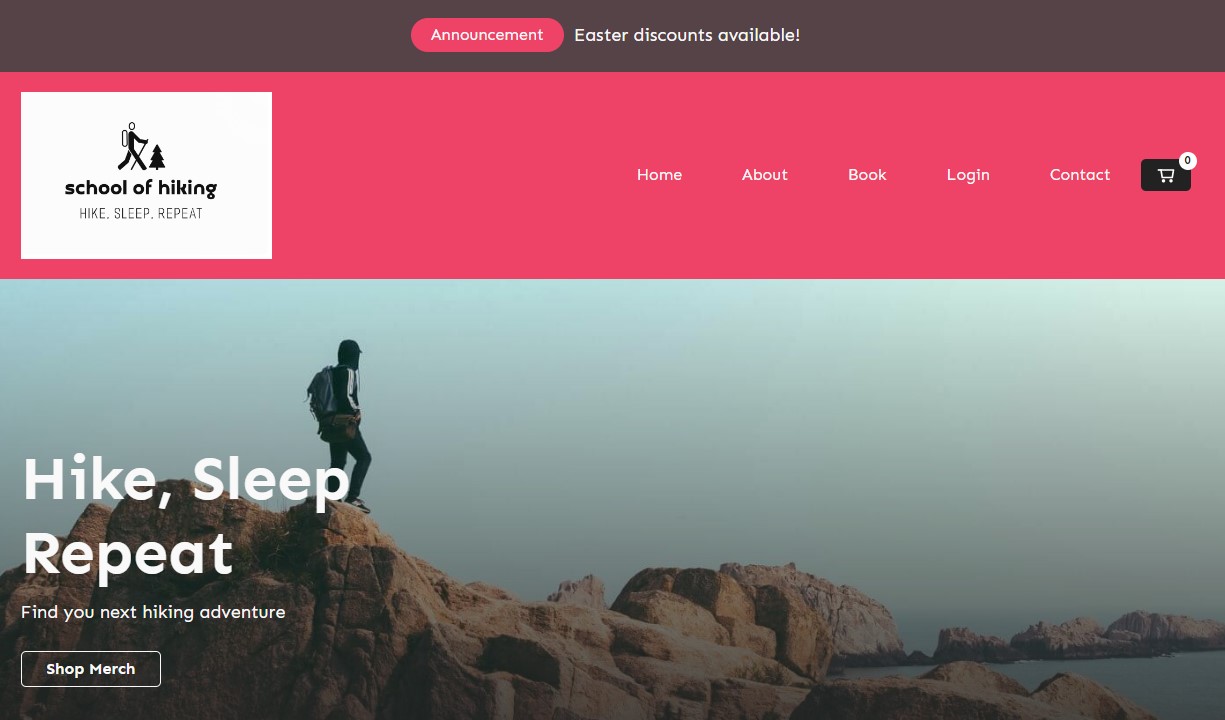 Announcement Easter discounts available!
school of hiking
HIKE. SLEEP. REPEAT
Home About Book Login Contact 0
Hike, Sleep
Repeat
Find you next hiking adventure
Shop Merch